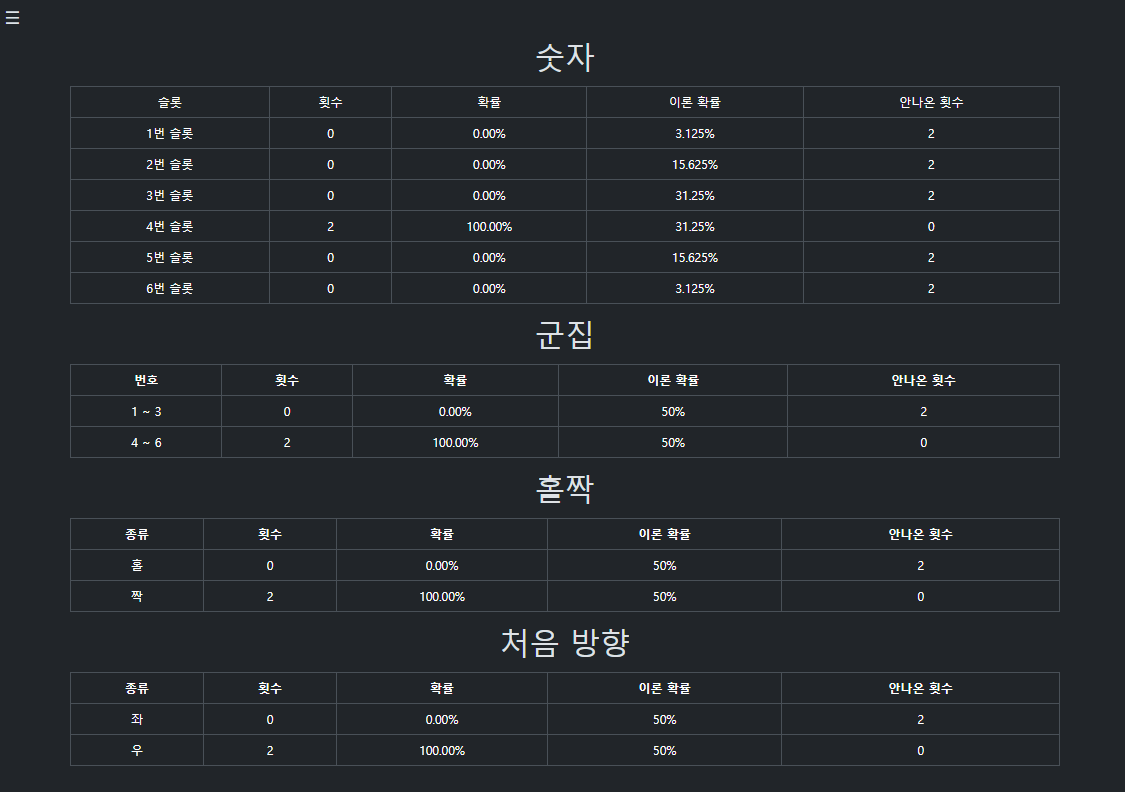 숫자
슬롯 횟수 확률 이론 확률 안나온 횟수
1번 슬롯 0 0.00% 3.125% 2
2번 슬롯 0 0.00% 15.625% 2
3번 슬롯 0 0.00% 31.25% 2
4번 슬롯 2 100.00% 31.25% 0
5번 슬롯 0 0.00% 15.625% 2
6번 슬롯 0 0.00% 3.125% 2
군집
번호 횟수 확률 이론 확률 안나온 횟수
1 ~ 3 0 0.00% 50% 2
4 ~ 6 2 100.00% 50% 0
홀짝
종류 횟수 확률 이론 확률 안나온 횟수
홀 0 0.00% 50% 2
짝 2 100.00% 50% 0
처음 방향
종류 횟수 확률 이론 확률 안나온 횟수
좌 0 0.00% 50% 2
우 2 100.00% 50% 0